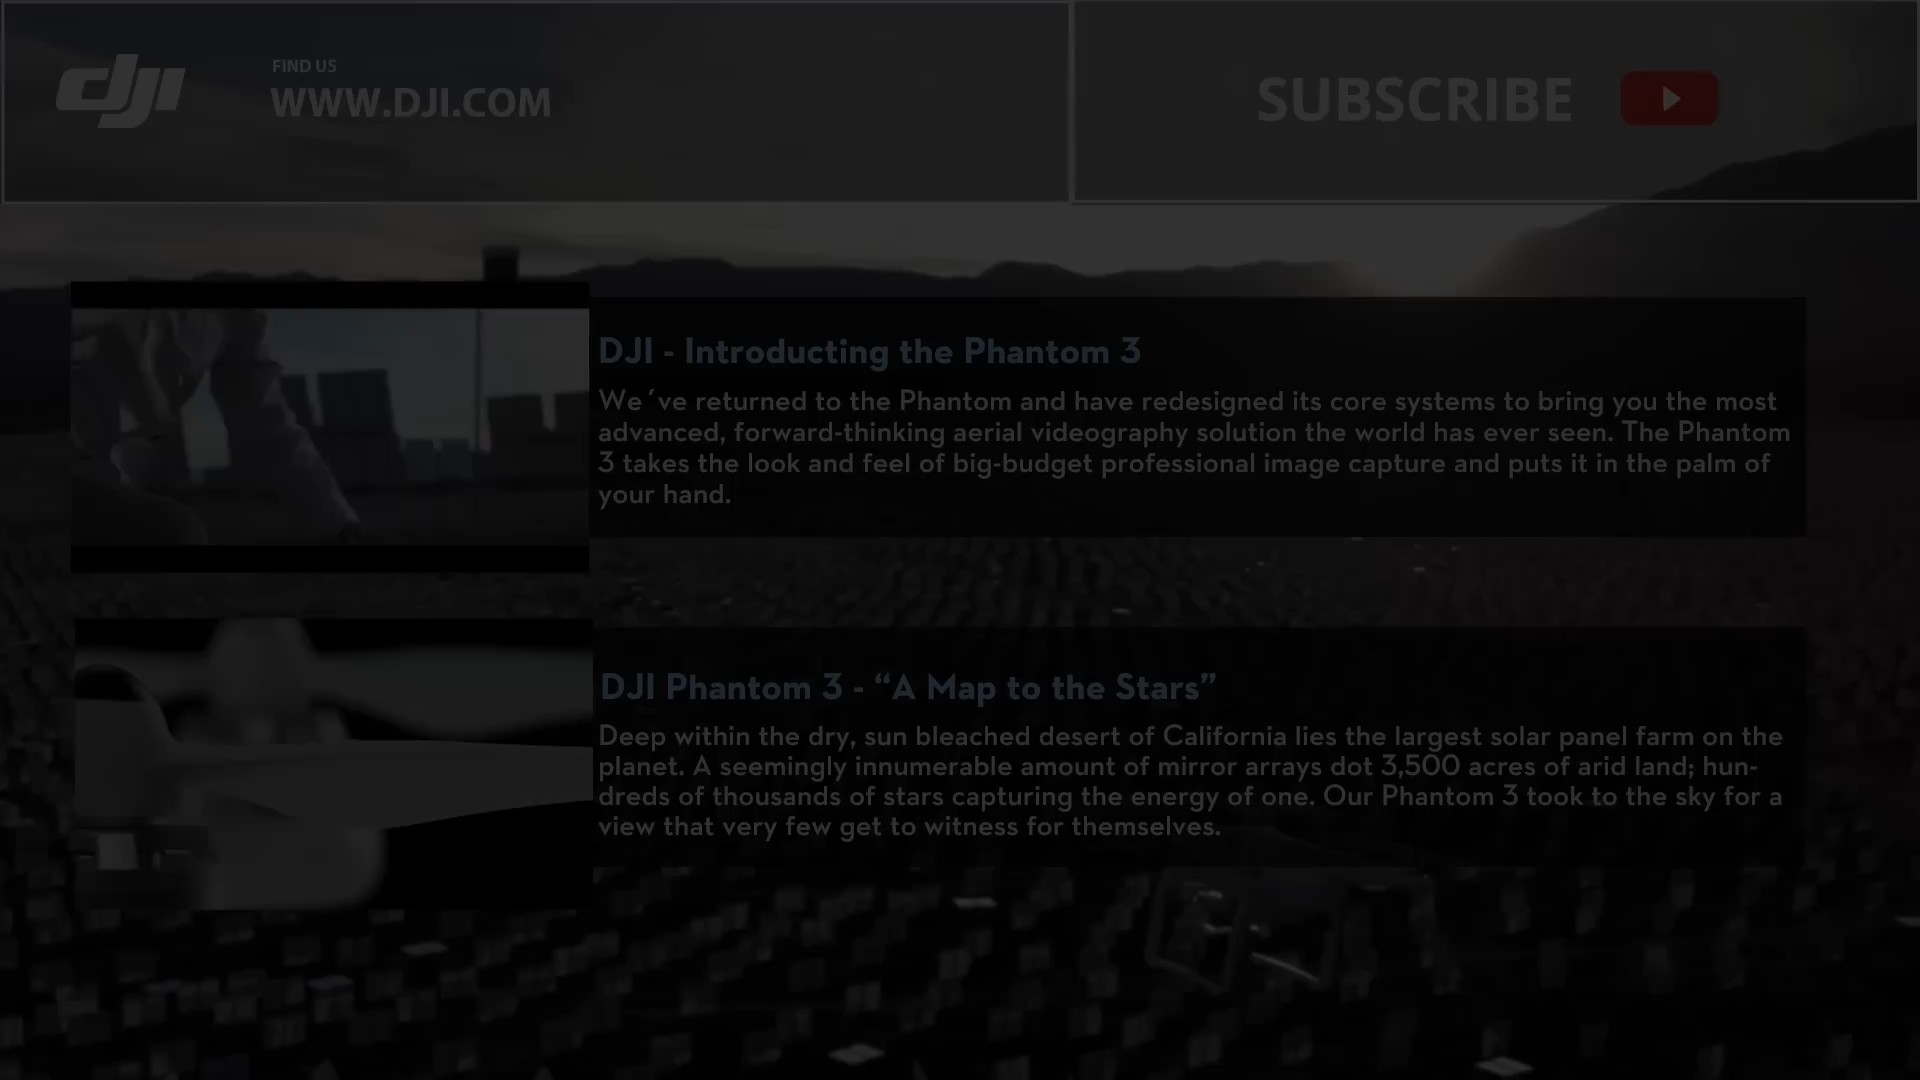 dji
FIND US
WWW.DJI.COM
SUBSCRIBE
DJI - Introducting the Phantom 3
We´ve returned to the Phantom and have redesigned its core systems to bring you the most
advanced, forward-thinking aerial videography solution the world has ever seen. The Phantom
3 takes the look and feel of big-budget professional image capture and puts it in the palm of
your hand.
DJI Phantom 3 - “A Map to the Stars”
Deep within the dry, sun bleached desert of California lies the largest solar panel farm on the
planet. A seemingly innumerable amount of mirror arrays dot 3,500 acres of arid land; hun-
dreds of thousands of stars capturing the energy of one. Our Phantom 3 took to the sky for a
view that very few get to witness for themselves.